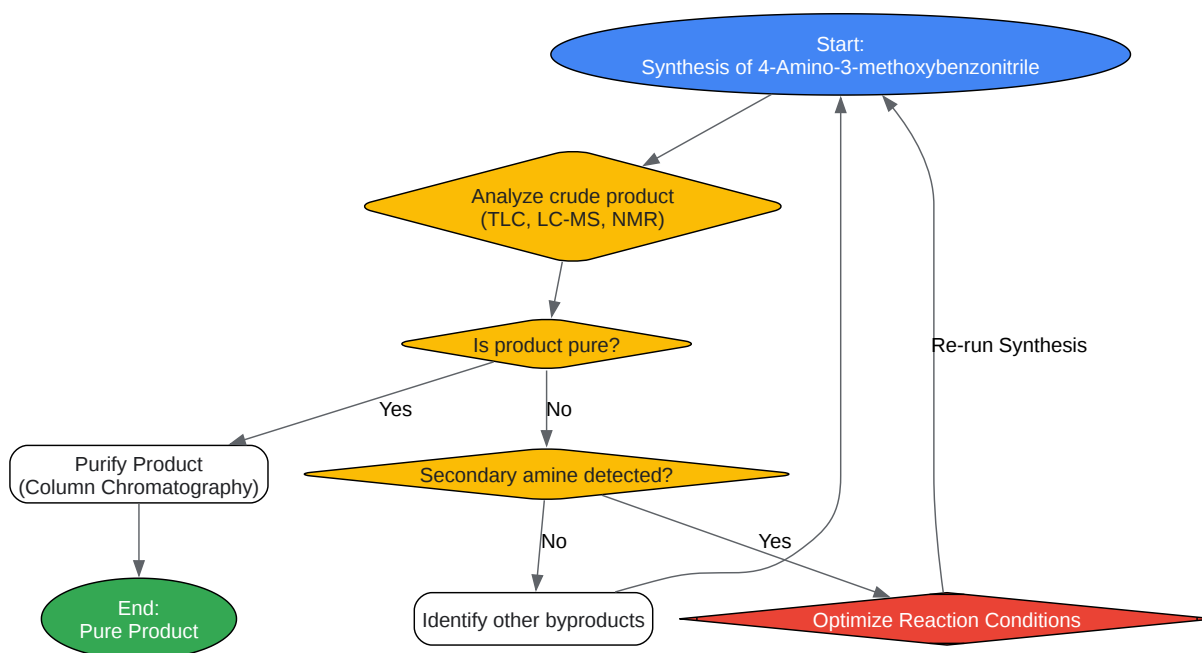 Start:
Synthesis of 4-Amino-3-methoxybenzonitrile
Analyze crude product
(TLC, LC-MS, NMR)
Is product pure?
Re-run Synthesis
Yes
No
Purify Product
(Column Chromatography)
Secondary amine detected?
No
Yes
End:
Pure Product
Identify other byproducts
Optimize Reaction Conditions